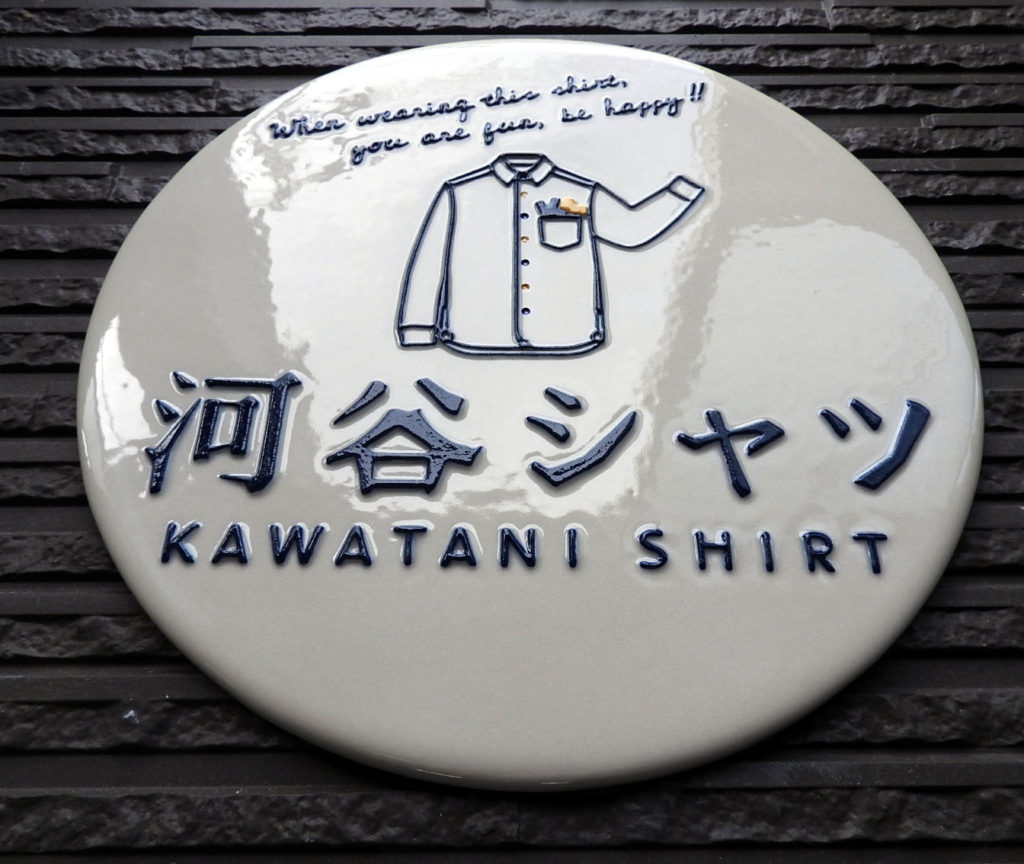 When wearing this shirt,
you are fun, be happy!!
河谷シャツ
KAWATANI SHIRT